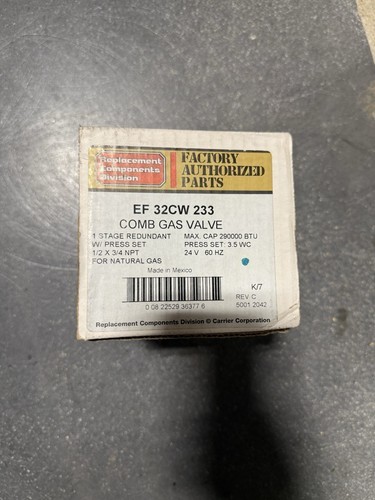 Replacement
Components
Division
FACTORY
AUTHORIZED
PARTS
EF 32CW 233
COMB GAS VALVE
1 STAGE REDUNDANT MAX. CAP 290000 BTU
W/ PRESS SET PRESS SET: 3.5 WC
1/2 X 3/4 NPT 24 V 60 HZ
FOR NATURAL GAS
Made in Mexico
K/7
REV C
5001 2042
0 08 22529 36377 6
Replacement Components Division © Carrier Corporation